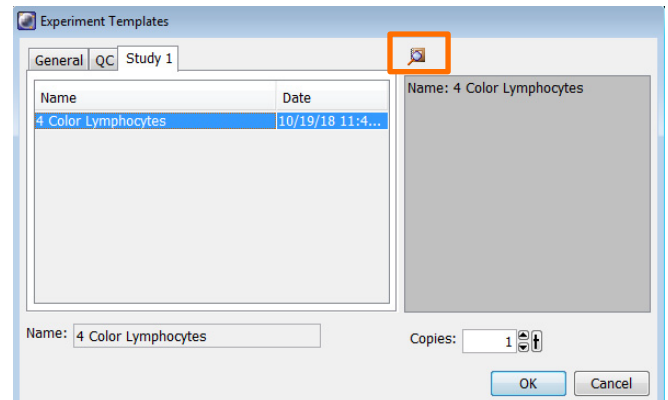 Experiment Templates
General QC Study 1
Name Date
4 Color Lymphocytes 10/19/18 11:4...
Name: 4 Color Lymphocytes
Name: 4 Color Lymphocytes
Copies: 1
OK Cancel